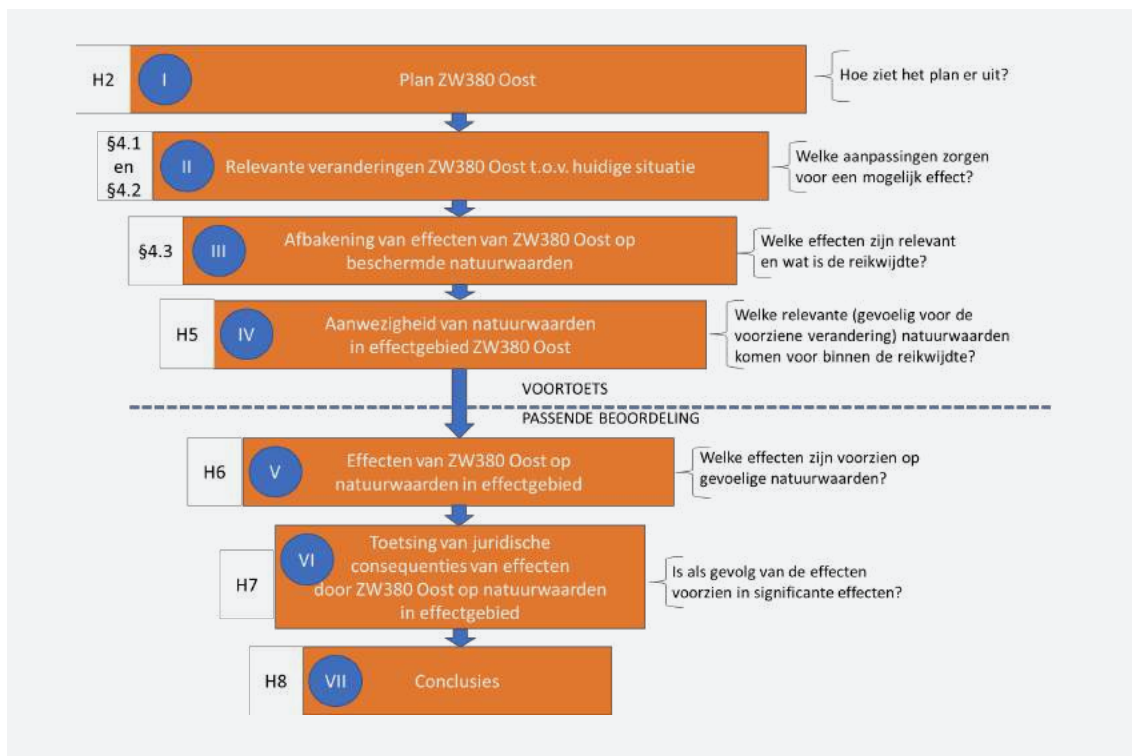 H2
I
Plan ZW380 Oost
Hoe ziet het plan er uit?
§4.1
en
§4.2
II
Relevante veranderingen ZW380 Oost t.o.v. huidige situatie
Welke aanpassingen zorgen
voor een mogelijk effect?
§4.3
III
Afbakening van effecten van ZW380 Oost op
beschermde natuurwaarden
Welke effecten zijn relevant
en wat is de reikwijdte?
H5
IV
Aanwezigheid van natuurwaarden
in effectgebied ZW380 Oost
Welke relevante (gevoelig voor de
voorziene verandering) natuurwaarden
komen voor binnen de reikwijdte?
VOORTOETS
PASSENDE BEOORDELING
H6
V
Effecten van ZW380 Oost op
natuurwaarden in effectgebied
Welke effecten zijn voorzien op
gevoelige natuurwaarden?
H7
VI
Toetsing van juridische
consequenties van effecten
door ZW380 Oost op natuurwaarden
in effectgebied
Is als gevolg van de effecten
voorzien in significante effecten?
H8
VII
Conclusies